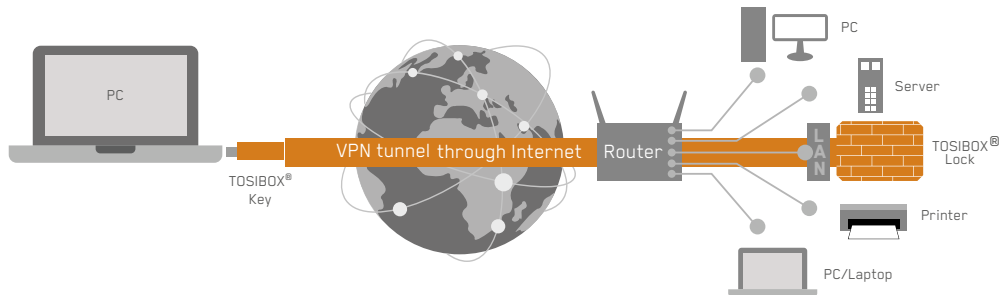 PC
TOSIBOX®
Key
VPN tunnel through Internet
Router
PC
Server
LAN
TOSIBOX®
Lock
Printer
PC/Laptop